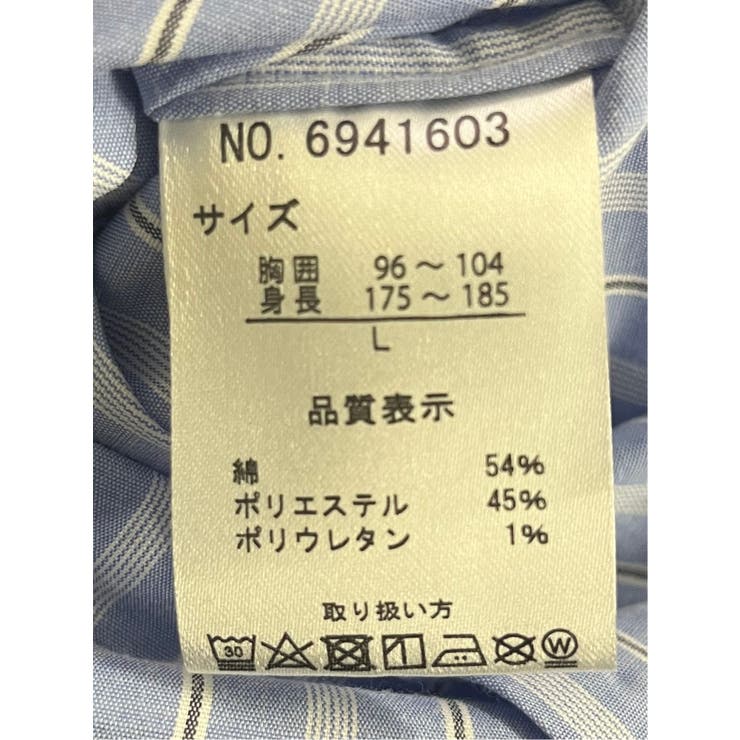 NO. 6941603
サイズ
胸囲 96～104
身長 175～185
L
品質表示
綿 54%
ポリエステル 45%
ポリウレタン 1%
取り扱い方
30 W